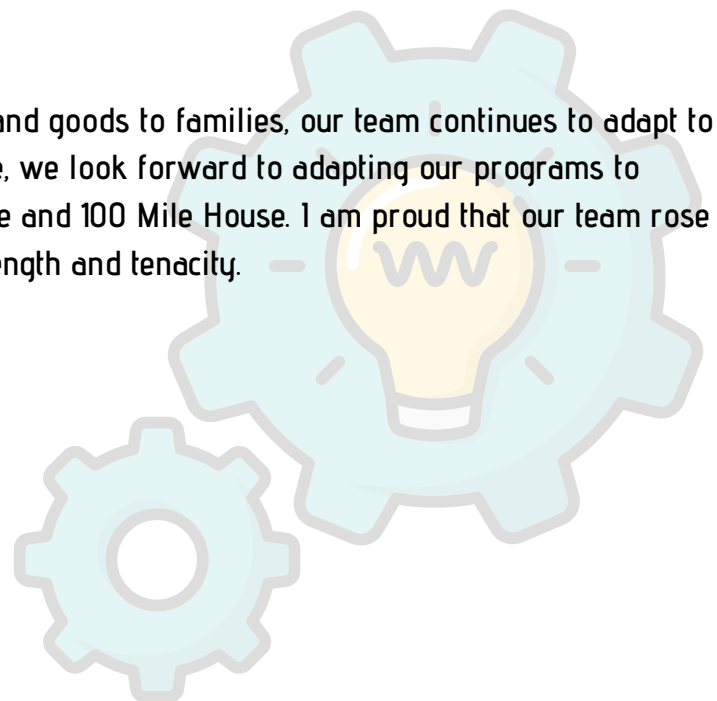 and goods to families, our team continues to adapt to
, we look forward to adapting our programs to
and 100 Mile House. I am proud that our team rose
and tenacity.